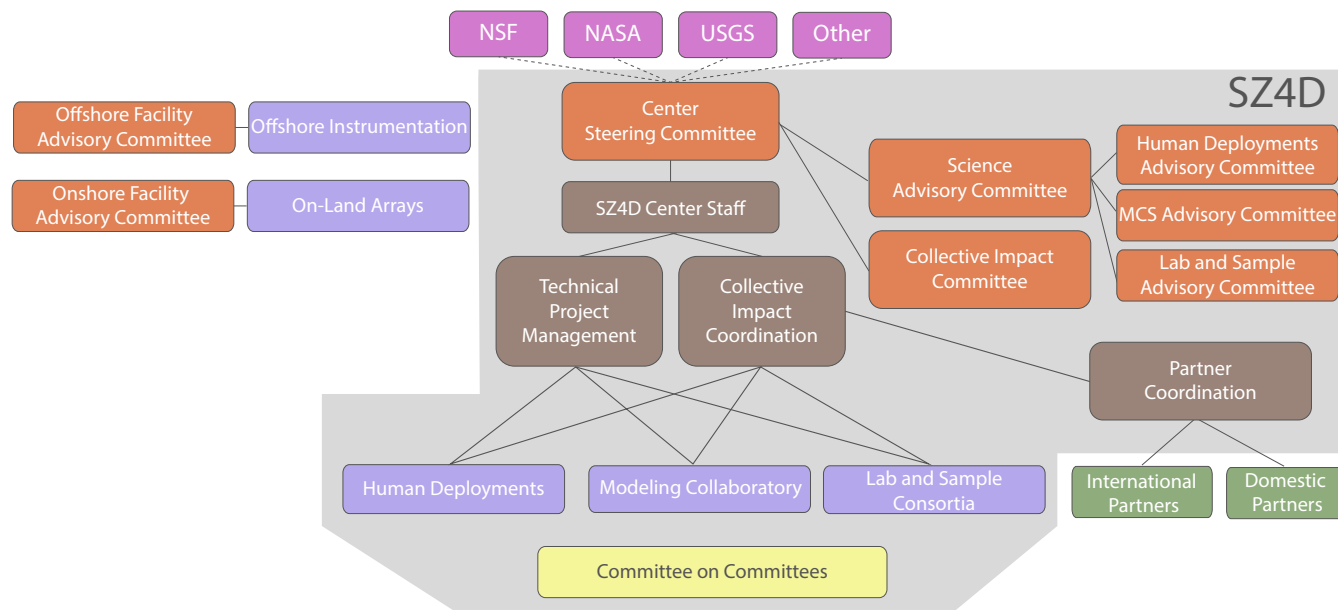 NSF
NASA
USGS
Other
SZ4D
Center
Steering Committee
Offshore Facility
Advisory Committee
Offshore Instrumentation
Onshore Facility
Advisory Committee
On-Land Arrays
SZ4D Center Staff
Science
Advisory Committee
Human Deployments
Advisory Committee
MCS Advisory Committee
Lab and Sample
Advisory Committee
Collective Impact
Committee
Technical
Project
Management
Collective
Impact
Coordination
Partner
Coordination
Human Deployments
Modeling Collaboratory
Lab and Sample
Consortia
International
Partners
Domestic
Partners
Committee on Committees